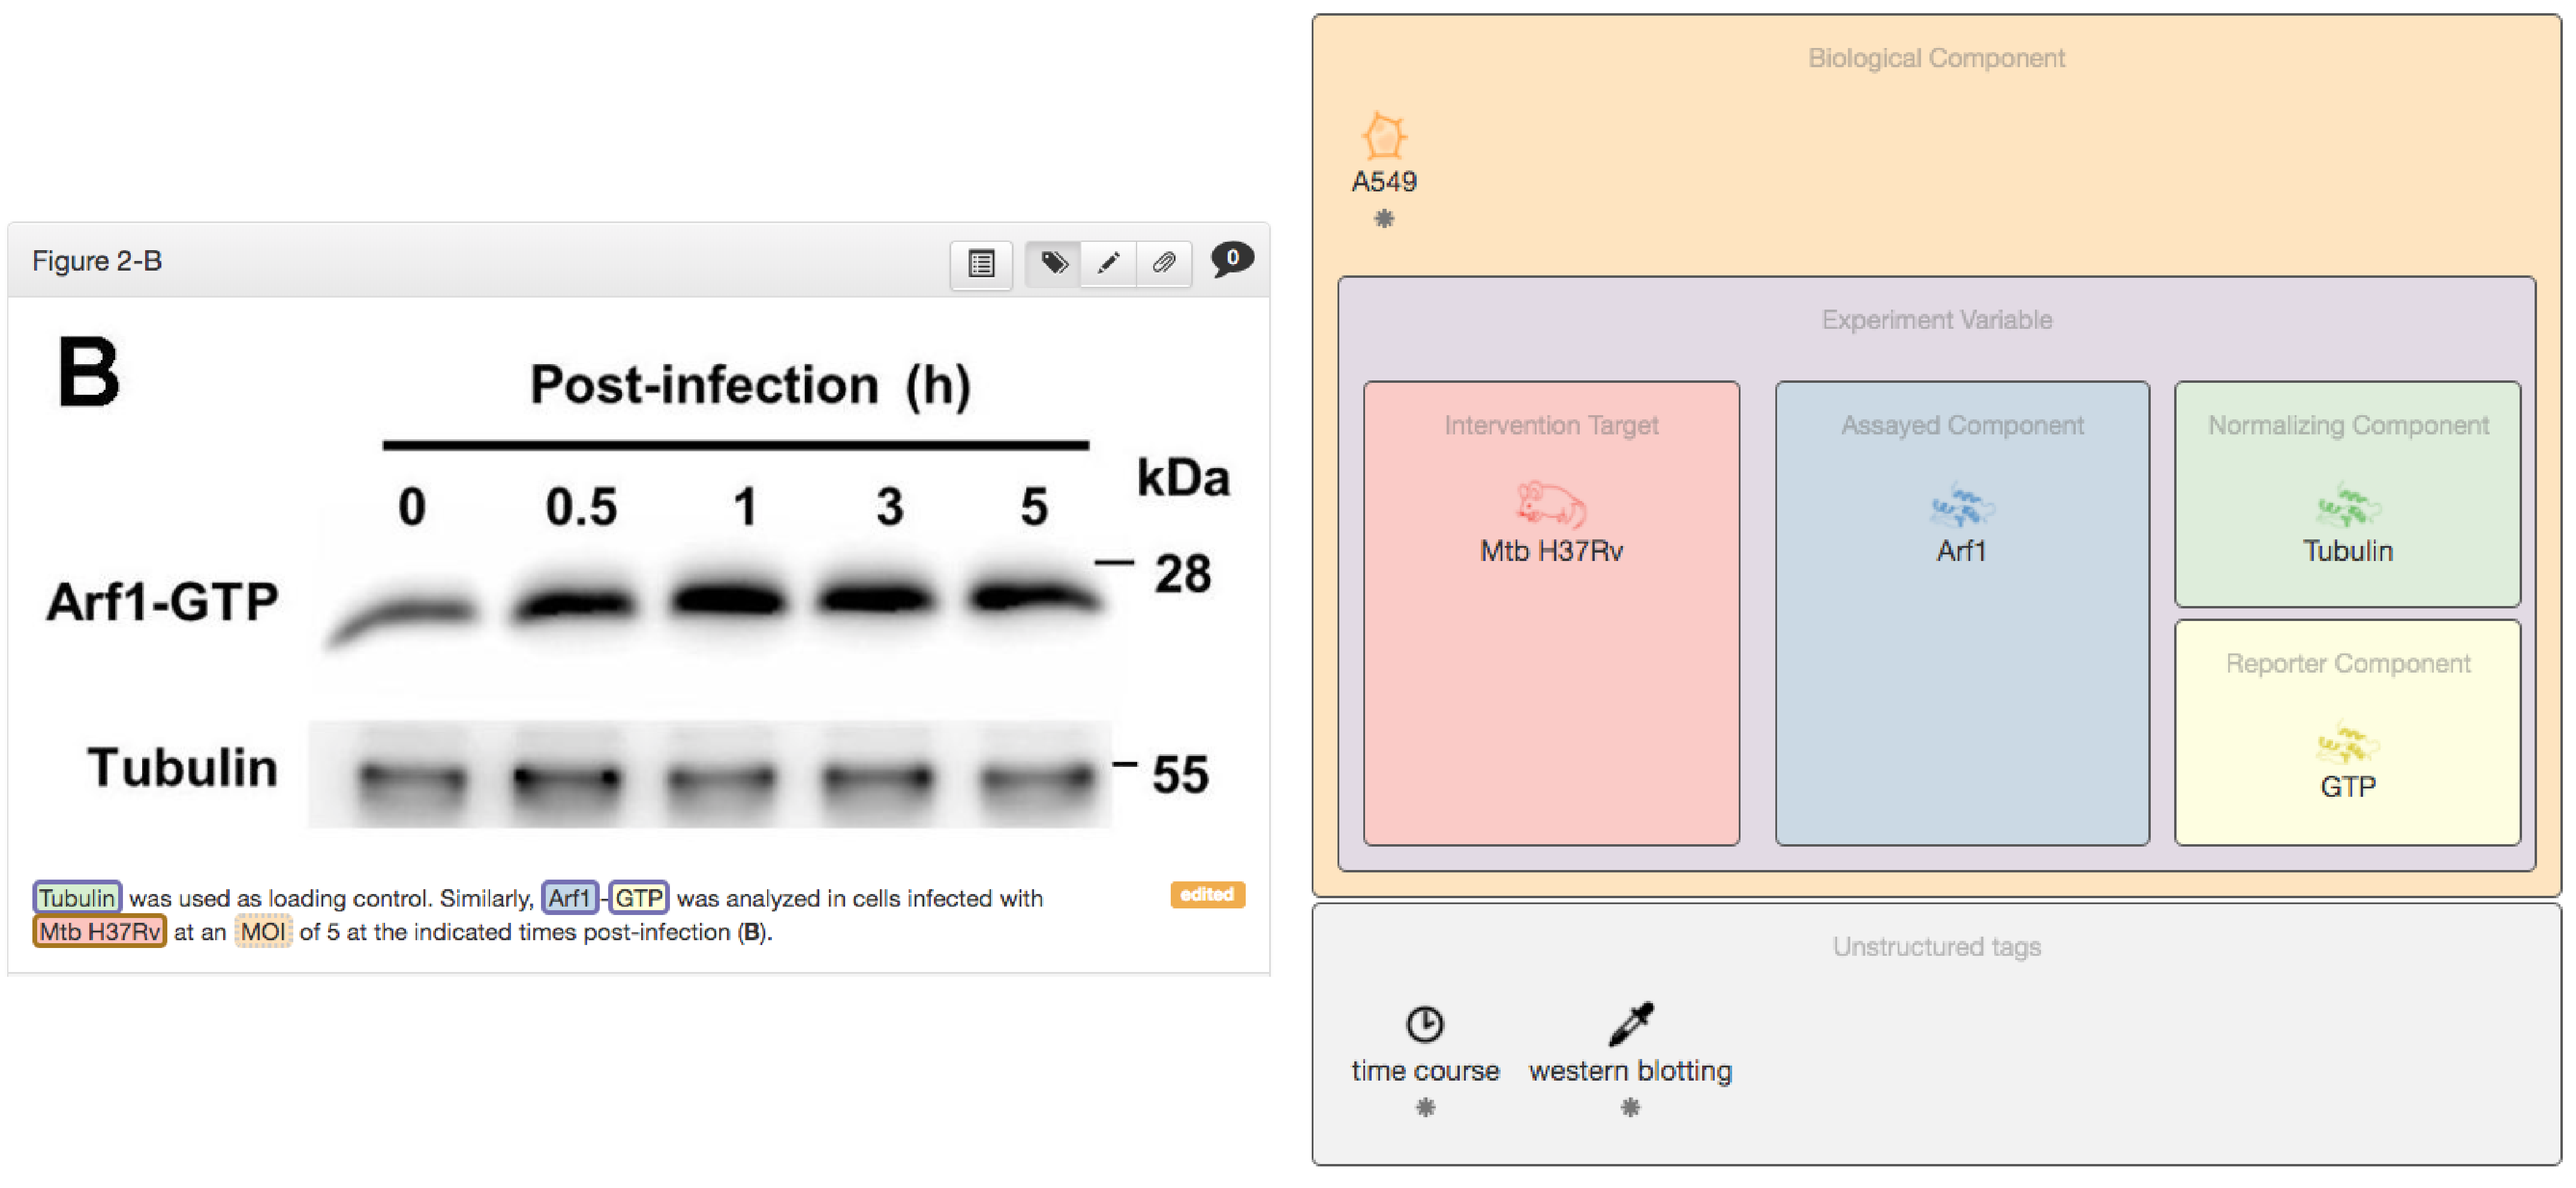 Figure 2-B
0
B
Post-infection (h)
0 0.5 1 3 5 kDa
Arf1-GTP 28
Tubulin 55
Tubulin was used as loading control. Similarly, Arf1-GTP was analyzed in cells infected with
Mtb H37Rv at an MOI of 5 at the indicated times post-infection (B).
edited
Biological Component
A549
Experiment Variable
Intervention Target
Mtb H37Rv
Assayed Component
Arf1
Normalizing Component
Tubulin
Reporter Component
GTP
Unstructured tags
time course
western blotting